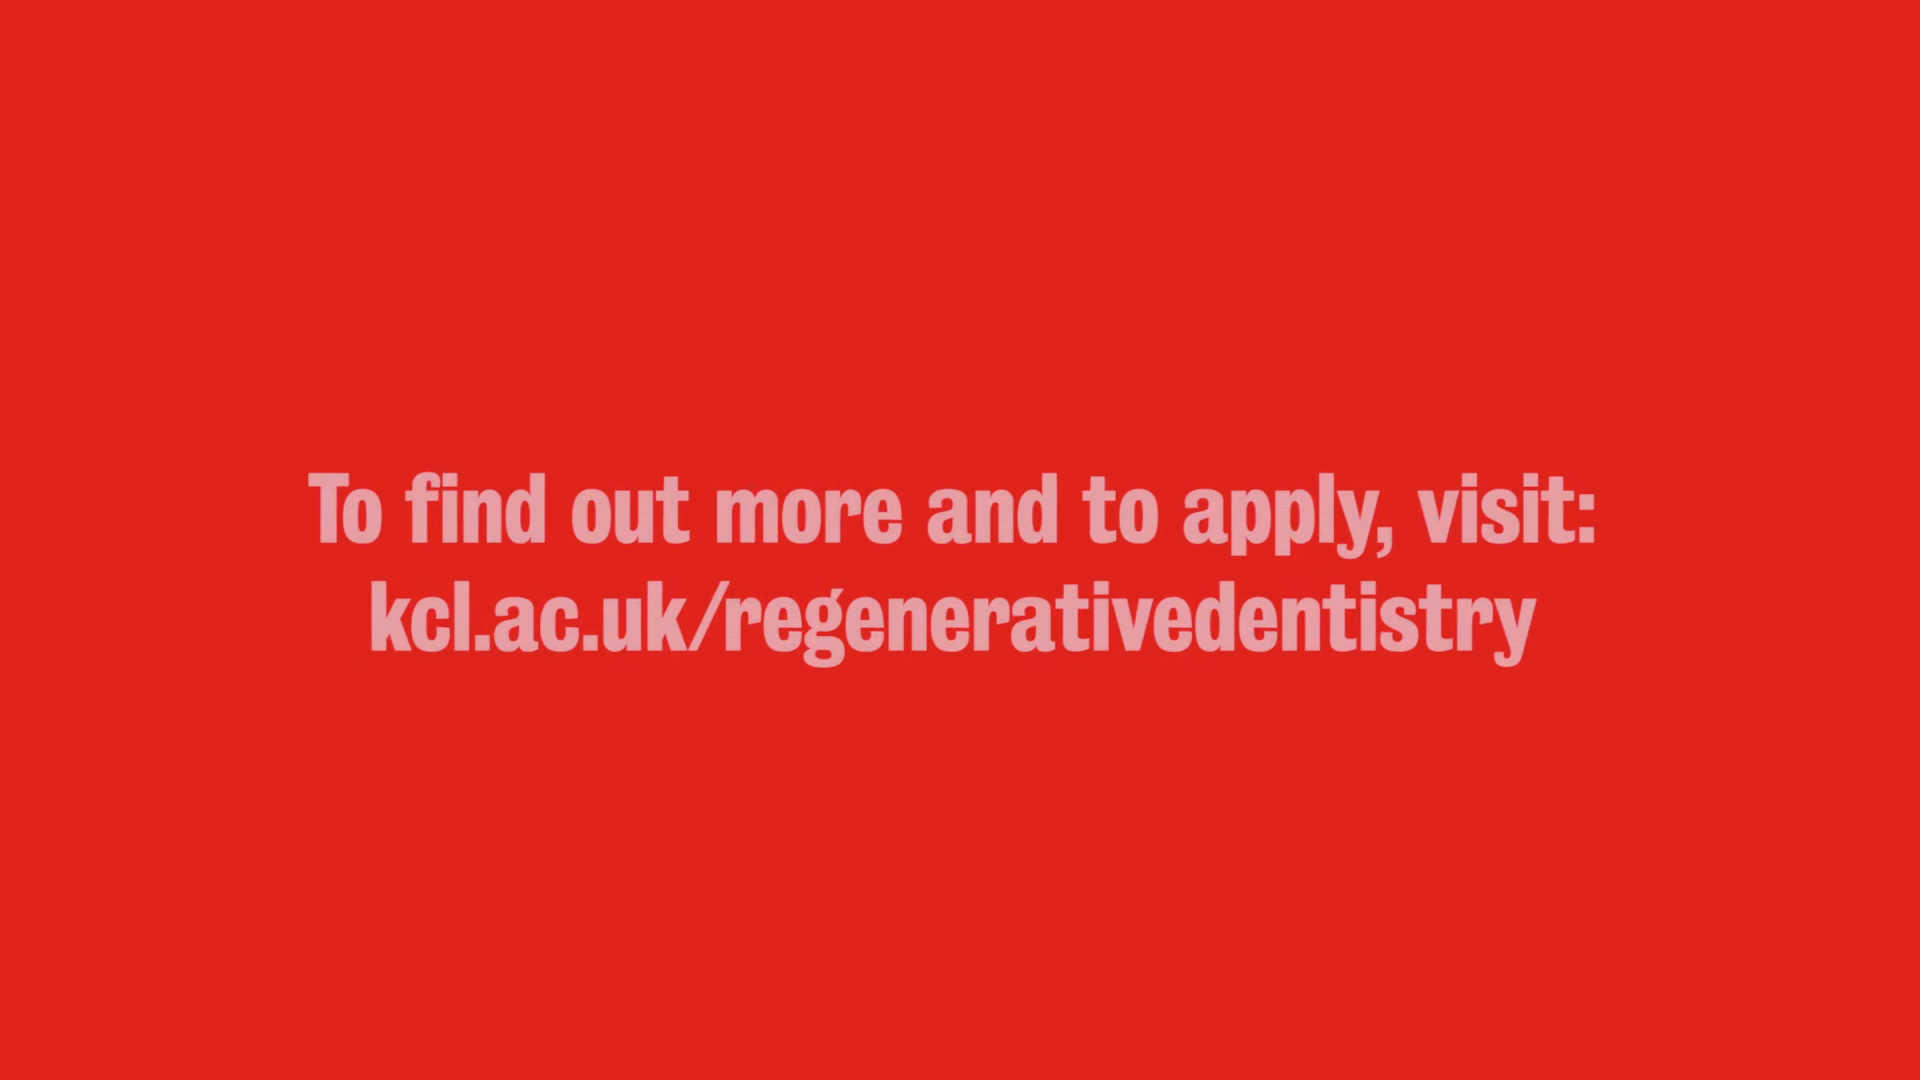 To find out more and to apply, visit:
kcl.ac.uk/regenerativedentistry